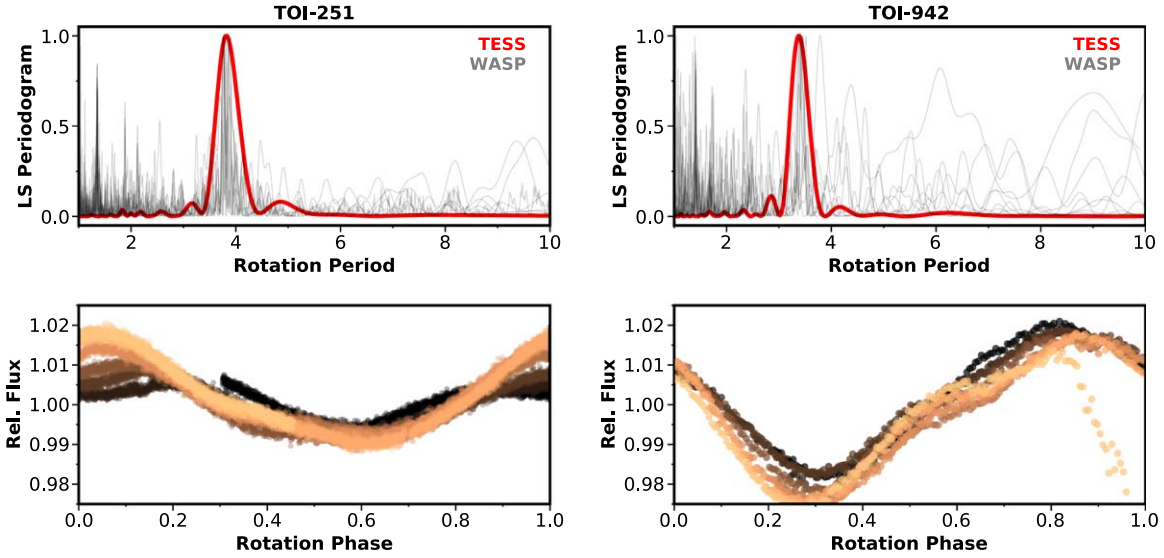 TOI-251
TOI-942
LS Periodogram
1.0
0.5
0.0
TESS
WASP
2
4
6
8
10
Rotation Period
LS Periodogram
1.0
0.5
0.0
TESS
WASP
2
4
6
8
10
Rotation Period
Rel. Flux
1.02
1.01
1.00
0.99
0.98
0.0
0.2
0.4
0.6
0.8
1.0
Rotation Phase
Rel. Flux
1.02
1.01
1.00
0.99
0.98
0.0
0.2
0.4
0.6
0.8
1.0
Rotation Phase